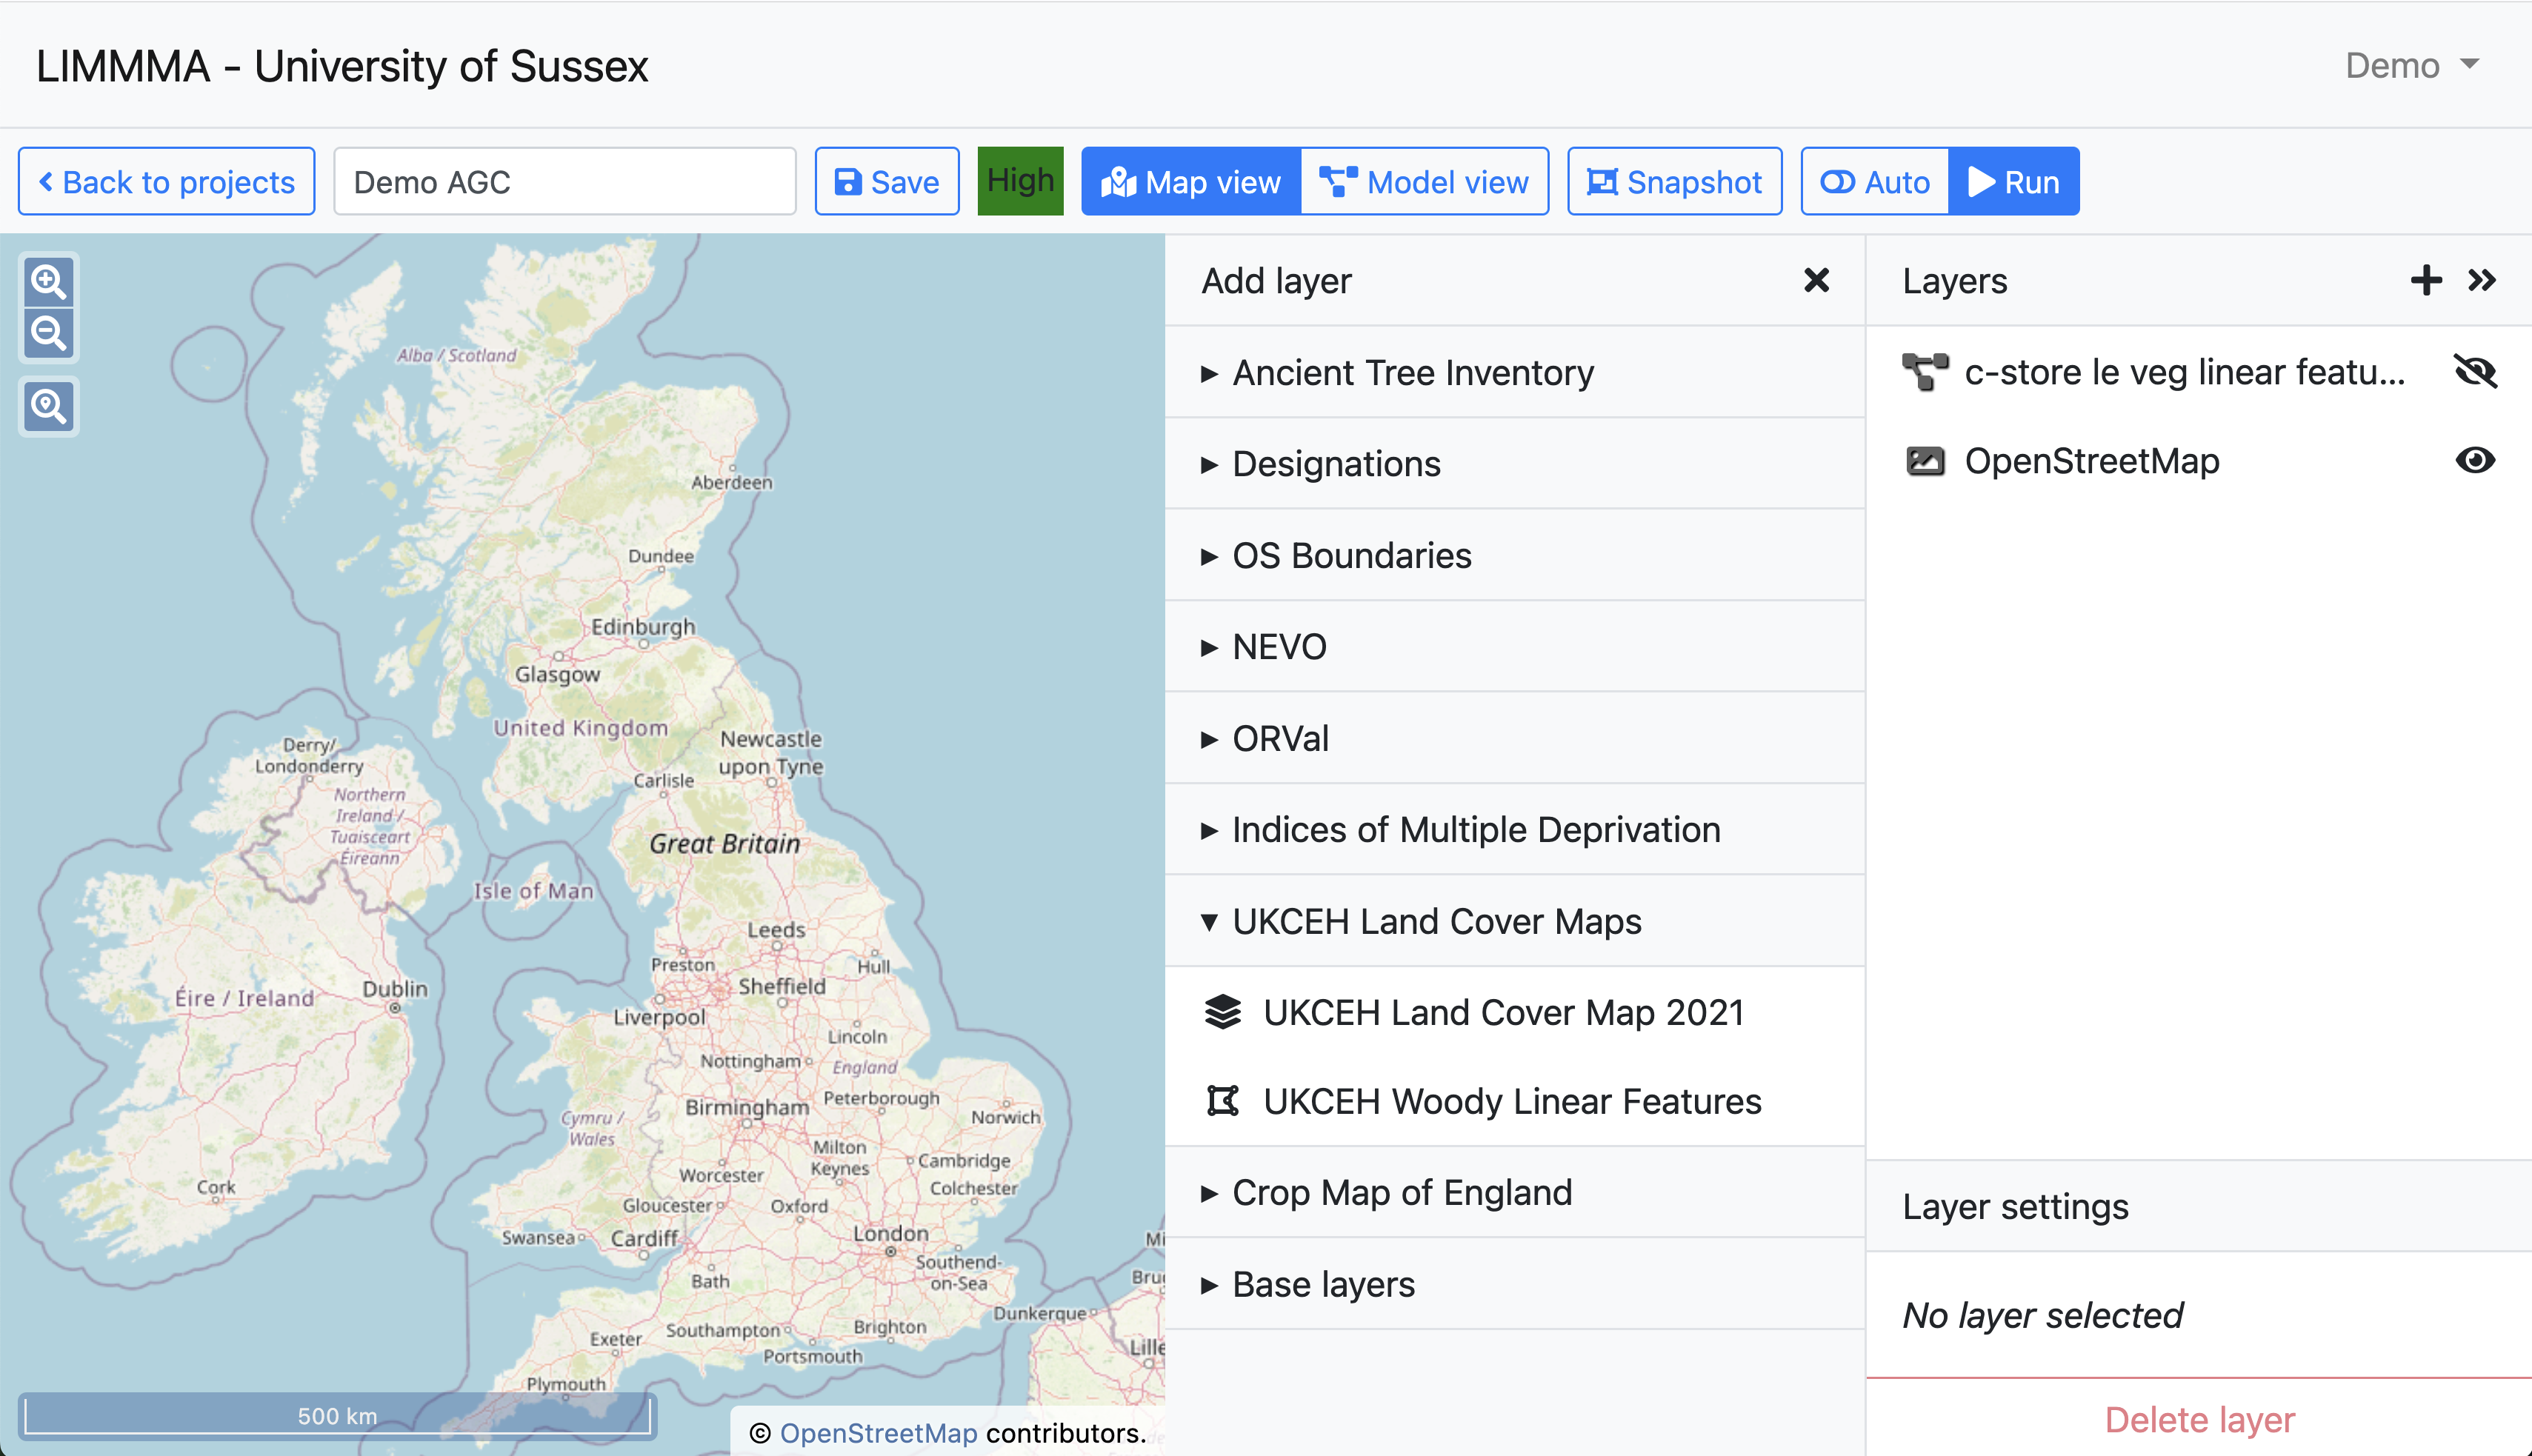 LIMMMA - University of Sussex
Demo
Back to projects
Demo AGC
Save
High
Map view
Model view
Snapshot
Auto
Run
Alba / Scotland
Aberdeen
Dundee
Edinburgh
Glasgow
United Kingdom
Newcastle
upon Tyne
Derry/
Londonderry
Carlisle
Northern
Ireland /
Tuaisceart
Éireann
Great Britain
Isle of Man
Leeds
Preston
Hull
Sheffield
Éire / Ireland
Dublin
Liverpool
Lincoln
Nottingham
England
Peterborough
Birmingham
Norwich
Cymru /
Wales
Milton
Keynes
Cambridge
Worcester
Cork
Colchester
Gloucester
Oxford
Swansea
Cardiff
London
Southend-
on-Sea
Bath
Dunkerque
Southampton
Brighton
Exeter
Portsmouth
Lille
Plymouth
500 km
© OpenStreetMap contributors.
Add layer
Ancient Tree Inventory
Designations
OS Boundaries
NEVO
ORVal
Indices of Multiple Deprivation
UKCEH Land Cover Maps
UKCEH Land Cover Map 2021
UKCEH Woody Linear Features
Crop Map of England
Base layers
Layers
c-store le veg linear featu...
OpenStreetMap
Layer settings
No layer selected
Delete layer